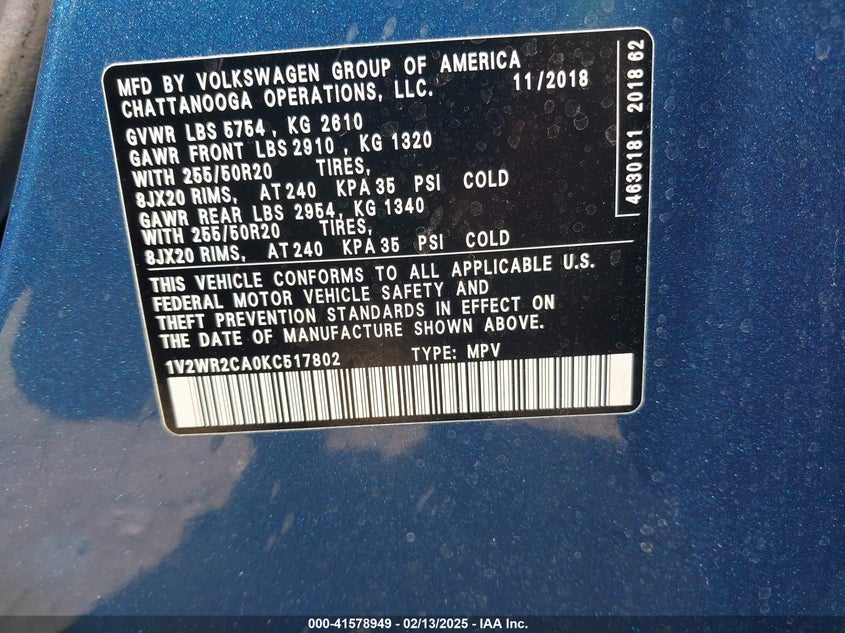 MFD BY VOLKSWAGEN GROUP OF AMERICA
CHATTANOOGA OPERATIONS, LLC. 11/2018
GVWR LBS 5754 , KG 2610
GAWR FRONT LBS 2910 , KG 1320
WITH 255/50R20 TIRES,
8JX20 RIMS, AT 240 KPA 35 PSI COLD
GAWR REAR LBS 2954, KG 1340
WITH 255/50R20 TIRES,
8JX20 RIMS, AT 240 KPA 35 PSI COLD
THIS VEHICLE CONFORMS TO ALL APPLICABLE U.S.
FEDERAL MOTOR VEHICLE SAFETY AND
THEFT PREVENTION STANDARDS IN EFFECT ON
THE DATE OF MANUFACTURE SHOWN ABOVE.
1V2WR2CA0KC517802 TYPE: MPV
4630181 2018 62
000-41578949 - 02/13/2025 - IAA Inc.